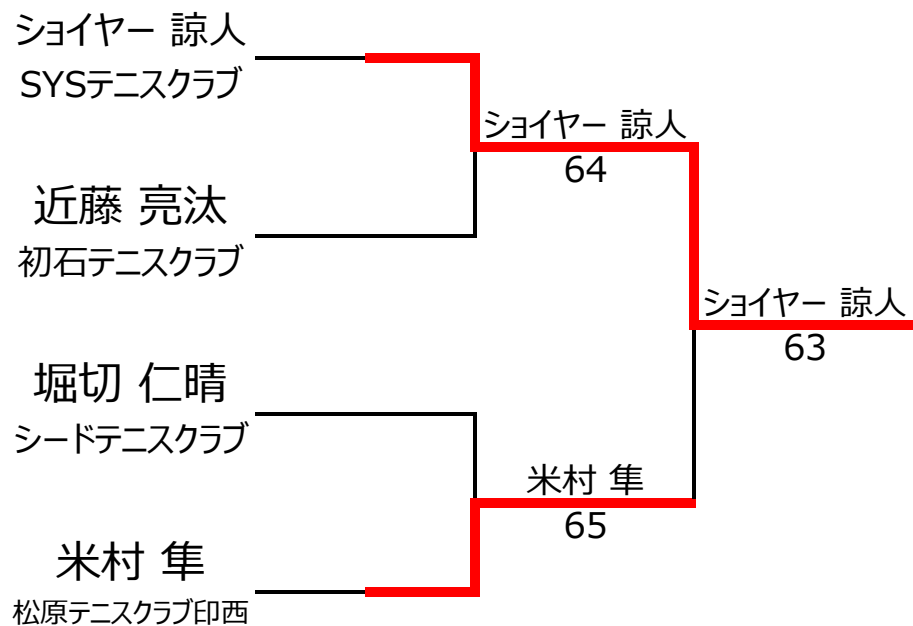 ショイヤー 諒人
SYSテニスクラブ
ショイヤー 諒人
64
近藤 亮汰
初石テニスクラブ
ショイヤー 諒人
63
堀切 仁晴
シードテニスクラブ
米村 隼
65
米村 隼
松原テニスクラブ印西